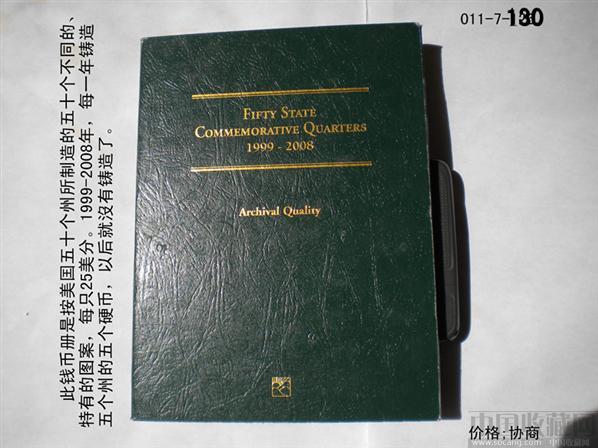 此钱币册是按美国五十个州所制造的五十个不同的、
特有的图案，每只25美分。1999-2008年，每一年铸造
五个州的五个硬币，以后就没有铸造了。
011-7-130
FIFTY STATE
COMMEMORATIVE QUARTERS
1999 - 2008
Archival Quality
价格:协商
中国收藏网
www.socang.com